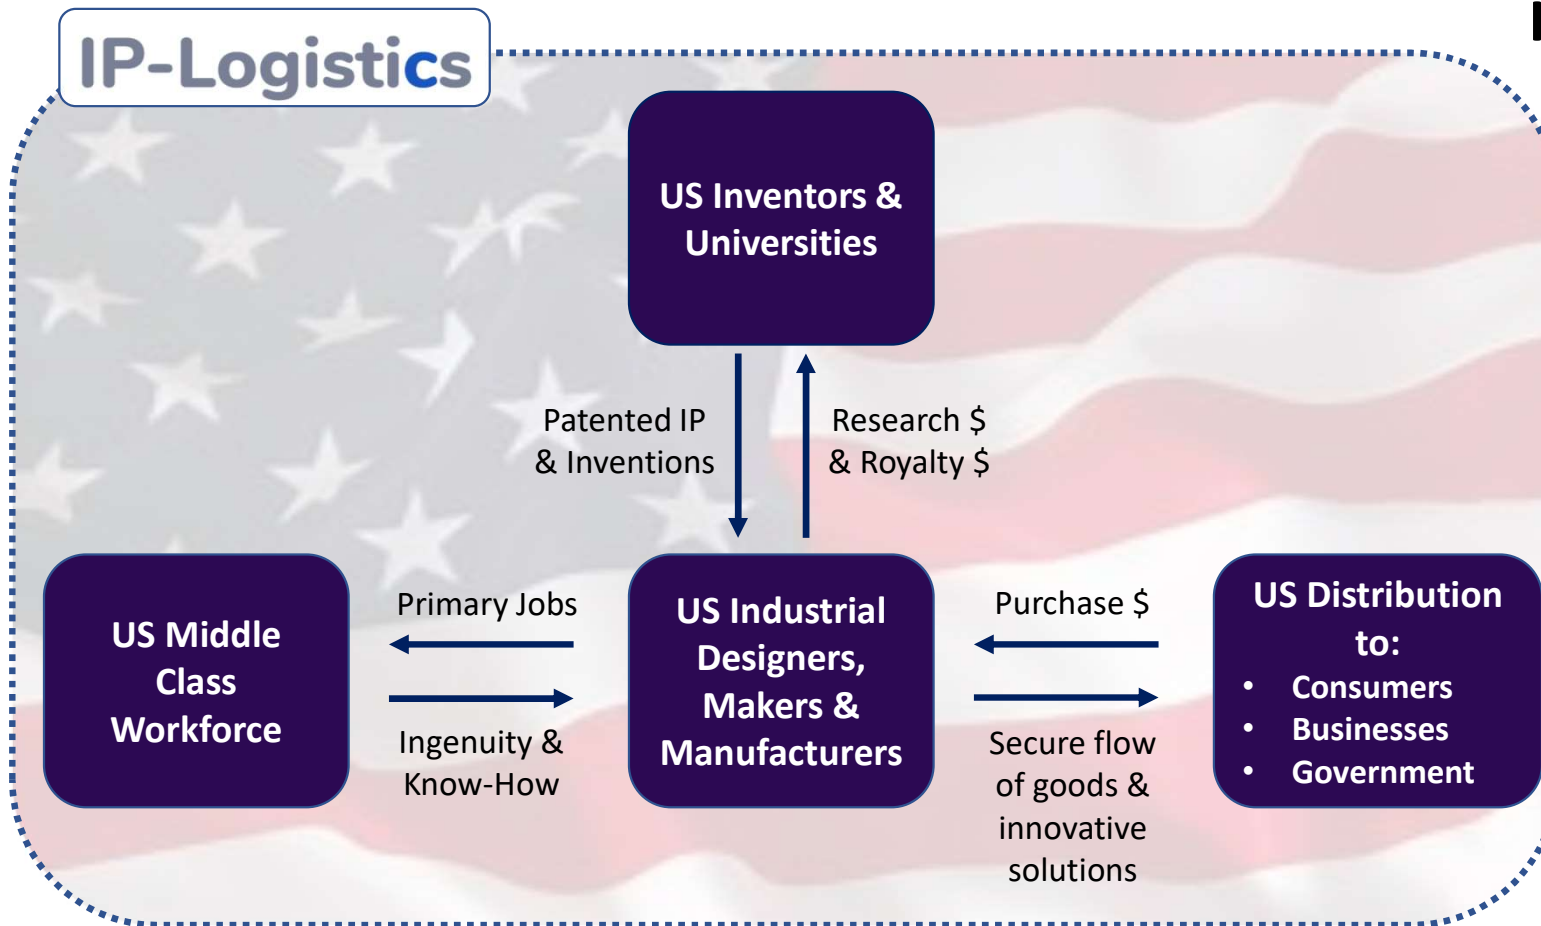 IP-Logistics
US Inventors &
Universities
Patented IP
& Inventions
Research $
& Royalty $
US Middle
Class
Workforce
Primary Jobs
Ingenuity &
Know-How
US Industrial
Designers,
Makers &
Manufacturers
Purchase $
Secure flow
of goods &
innovative
solutions
US Distribution
to:
• Consumers
• Businesses
• Government